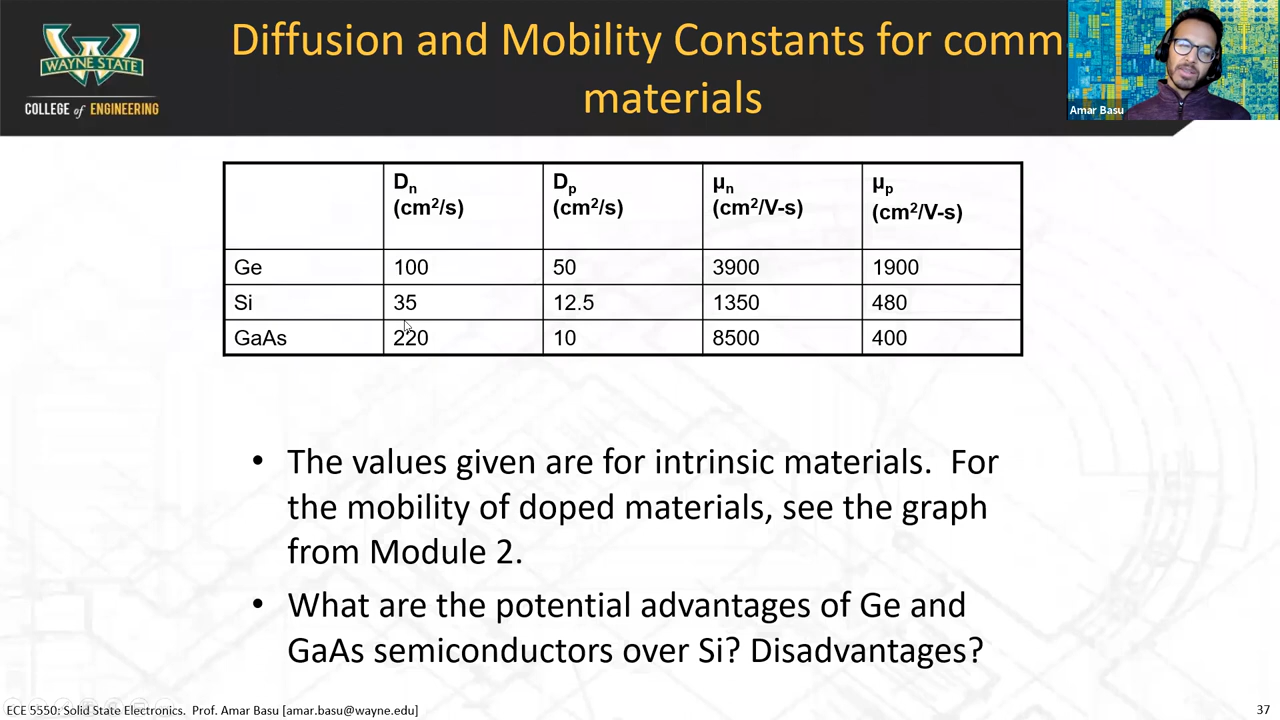 WAYNE STATE
COLLEGE of ENGINEERING
Diffusion and Mobility Constants for comm
materials
Amar Basu
Dn (cm²/s) Dp (cm²/s) µn (cm²/V-s) µp (cm²/V-s)
Ge 100 50 3900 1900
Si 35 12.5 1350 480
GaAs 220 10 8500 400
• The values given are for intrinsic materials. For
the mobility of doped materials, see the graph
from Module 2.
• What are the potential advantages of Ge and
GaAs semiconductors over Si? Disadvantages?
ECE 5550: Solid State Electronics. Prof. Amar Basu [amar.basu@wayne.edu]
37